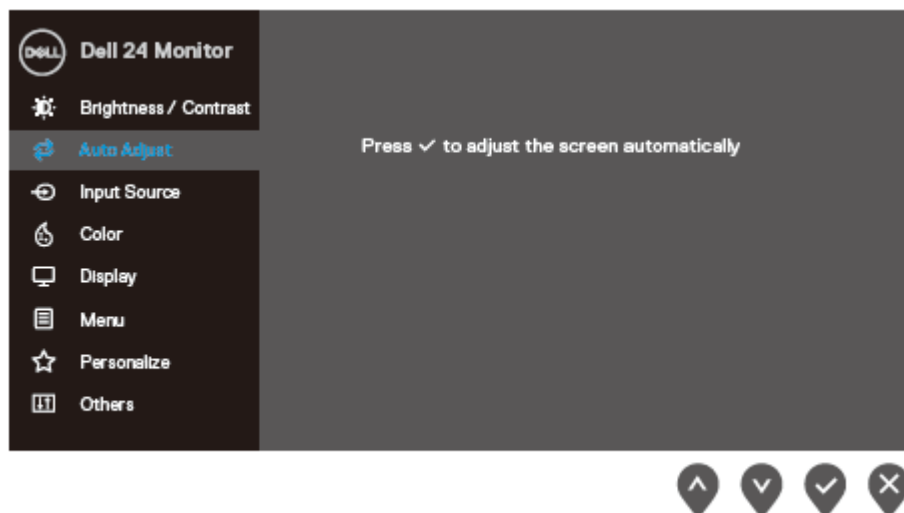 DELL Dell 24 Monitor
Brightness / Contrast
Auto Adjust
Press ✓ to adjust the screen automatically
Input Source
Color
Display
Menu
Personalize
Others